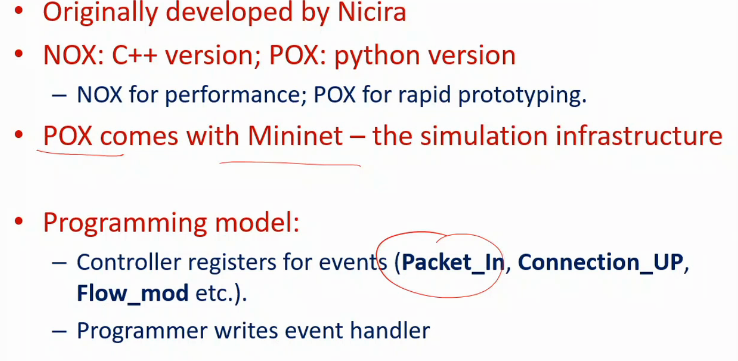 • Originally developed by Nicira
• NOX: C++ version; POX: python version
– NOX for performance; POX for rapid prototyping.
• POX comes with Mininet – the simulation infrastructure
• Programming model:
– Controller registers for events (Packet_In, Connection_UP,
Flow_mod etc.).
– Programmer writes event handler